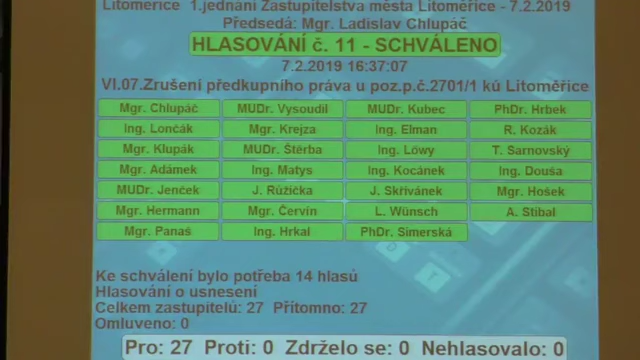 Litoměřice 1.jednání Zastupitelstva města Litoměřice - 7.2.2019
Předsedá: Mgr. Ladislav Chlupáč
HLASOVÁNÍ č. 11 - SCHVÁLENO
7.2.2019 16:37:07
VI.07.Zrušení předkupního práva u poz.p.č.2701/1 kú Litoměřice
Mgr. Chlupáč MUDr. Vysoudil MUDr. Kubec PhDr. Hrbek
Ing. Lončák Mgr. Krejza Ing. Elman R. Kozák
Mgr. Klupák MUDr. Štěrba Ing. Löwy T. Sarnovský
Mgr. Adámek Ing. Matys Ing. Kocánek Ing. Douša
MUDr. Jenček J. Růžička J. Skřivánek Mgr. Hošek
Mgr. Hermann Mgr. Červín L. Wünsch A. Štíbal
Mgr. Panaš Ing. Hrkal PhDr. Simerská
Ke schválení bylo potřeba 14 hlasů
Hlasování o usnesení
Celkem zastupitelů: 27 Přítomno: 27
Omluveno: 0
Pro: 27 Proti: 0 Zdrželo se: 0 Nehlasovalo: 0